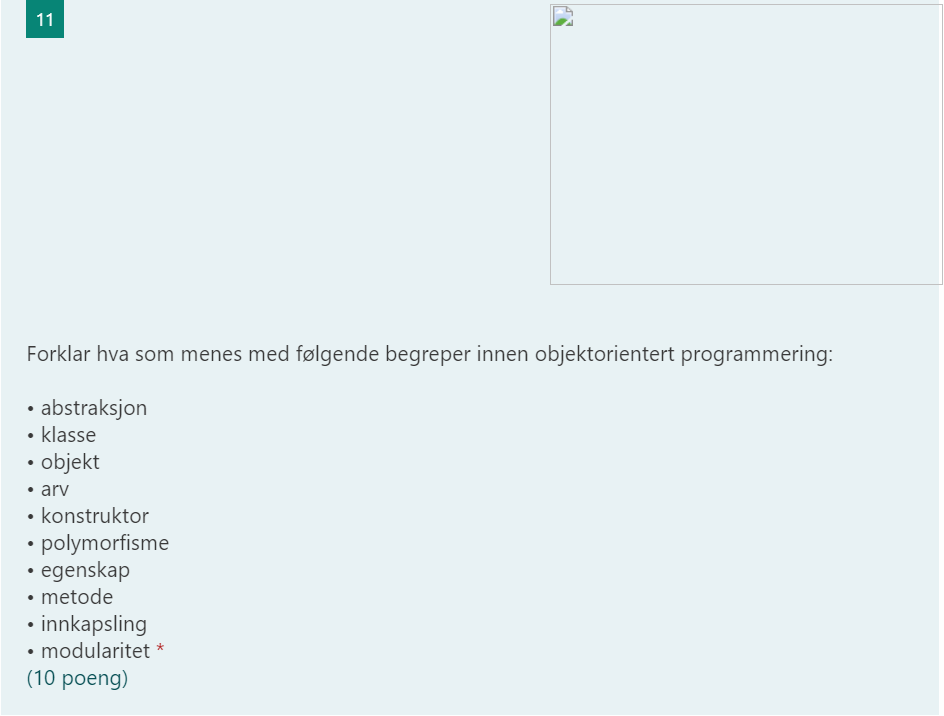 11
Forklar hva som menes med følgende begreper innen objektorientert programmering:
• abstraksjon
• klasse
• objekt
• arv
• konstruktor
• polymorfisme
• egenskap
• metode
• innkapsling
• modularitet *
(10 poeng)